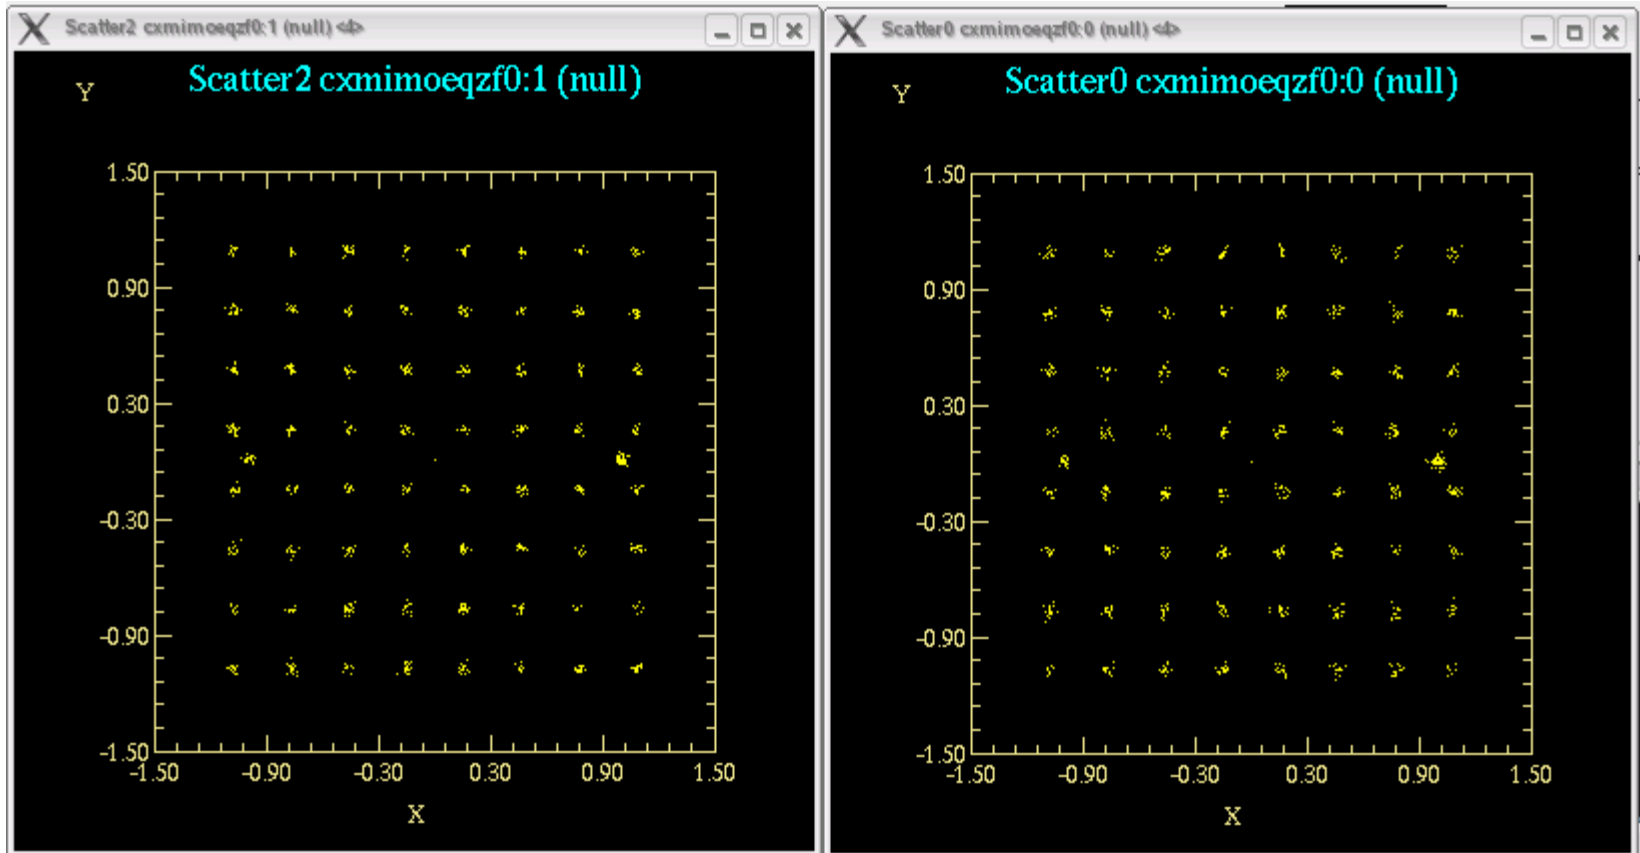 Scatter2 cxmimoeqzf0:1 (null) <4>
Scatter2 cxmimoeqzf0:1 (null)
Y
1.50
0.90
0.30
-0.30
-0.90
-1.50
-1.50 -0.90 -0.30 0.30 0.90 1.50
X
Scatter0 cxmimoeqzf0:0 (null) <4>
Scatter0 cxmimoeqzf0:0 (null)
Y
1.50
0.90
0.30
-0.30
-0.90
-1.50
-1.50 -0.90 -0.30 0.30 0.90 1.50
X